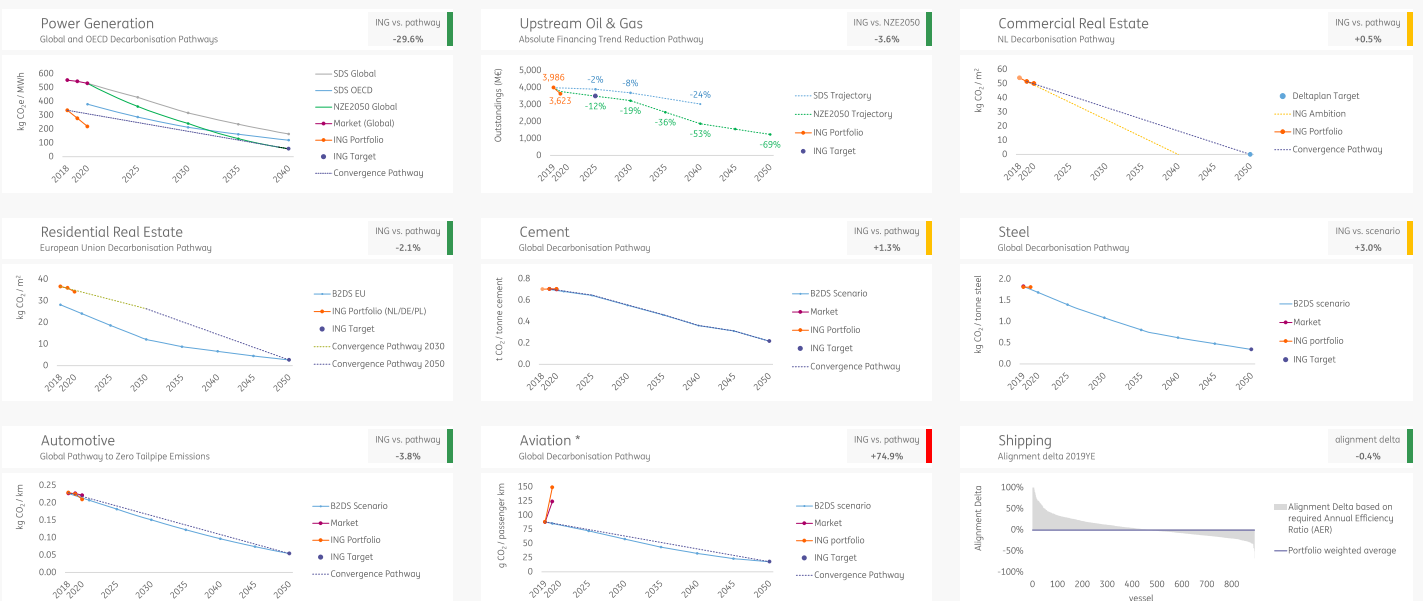 Power Generation
Global and OECD Decarbonisation Pathways
ING vs. pathway
-29.6%
kg CO₂e / MWh
600
500
400
300
200
100
0
2018
2020
2025
2030
2035
2040
SDS Global
SDS OECD
NZE2050 Global
Market (Global)
ING Portfolio
ING Target
Convergence Pathway
Upstream Oil & Gas
Absolute Financing Trend Reduction Pathway
ING vs. NZE2050
-3.6%
Outstandings (M€)
5,000
4,000
3,000
2,000
1,000
0
3,986
3,623
-2%
-8%
-24%
-12%
-19%
-36%
-53%
-69%
2019
2020
2025
2030
2035
2040
2045
2050
SDS Trajectory
NZE2050 Trajectory
ING Portfolio
ING Target
Commercial Real Estate
NL Decarbonisation Pathway
ING vs. pathway
+0.5%
kg CO₂ / m²
60
50
40
30
20
10
0
2018
2020
2025
2030
2035
2040
2050
Deltaplan Target
ING Ambition
ING Portfolio
Convergence Pathway
Residential Real Estate
European Union Decarbonisation Pathway
ING vs. pathway
-2.1%
kg CO₂ / m²
40
30
20
10
0
2018
2020
2025
2030
2035
2040
2045
2050
B2DS EU
ING Portfolio (NL/DE/PL)
ING Target
Convergence Pathway 2030
Convergence Pathway 2050
Cement
Global Decarbonisation Pathway
ING vs. pathway
+1.3%
t CO₂ / tonne cement
0.8
0.6
0.4
0.2
0.0
2018
2020
2025
2030
2035
2040
2045
2050
B2DS Scenario
Market
ING Portfolio
ING Target
Convergence Pathway
Steel
Global Decarbonisation Pathway
ING vs. scenario
+3.0%
kg CO₂ / tonne steel
2.0
1.5
1.0
0.5
0.0
2019
2020
2025
2030
2035
2040
2045
2050
B2DS scenario
Market
ING portfolio
ING Target
Automotive
Global Pathway to Zero Tailpipe Emissions
ING vs. pathway
-3.8%
kg CO₂ / km
0.25
0.20
0.15
0.10
0.05
0.00
2018
2020
2025
2030
2035
2040
2045
2050
B2DS Scenario
Market
ING Portfolio
ING Target
Convergence Pathway
Aviation *
Global Decarbonisation Pathway
ING vs. pathway
+74.9%
g CO₂ / passenger km
150
125
100
75
50
25
0
2019
2020
2025
2030
2035
2040
2045
2050
B2DS scenario
Market
ING portfolio
ING Target
Convergence Pathway
Shipping
Alignment delta 2019YE
alignment delta
-0.4%
Alignment Delta
100%
50%
0%
-50%
-100%
0 100 200 300 400 500 600 700 800
vessel
Alignment Delta based on
required Annual Efficiency
Ratio (AER)
Portfolio weighted average